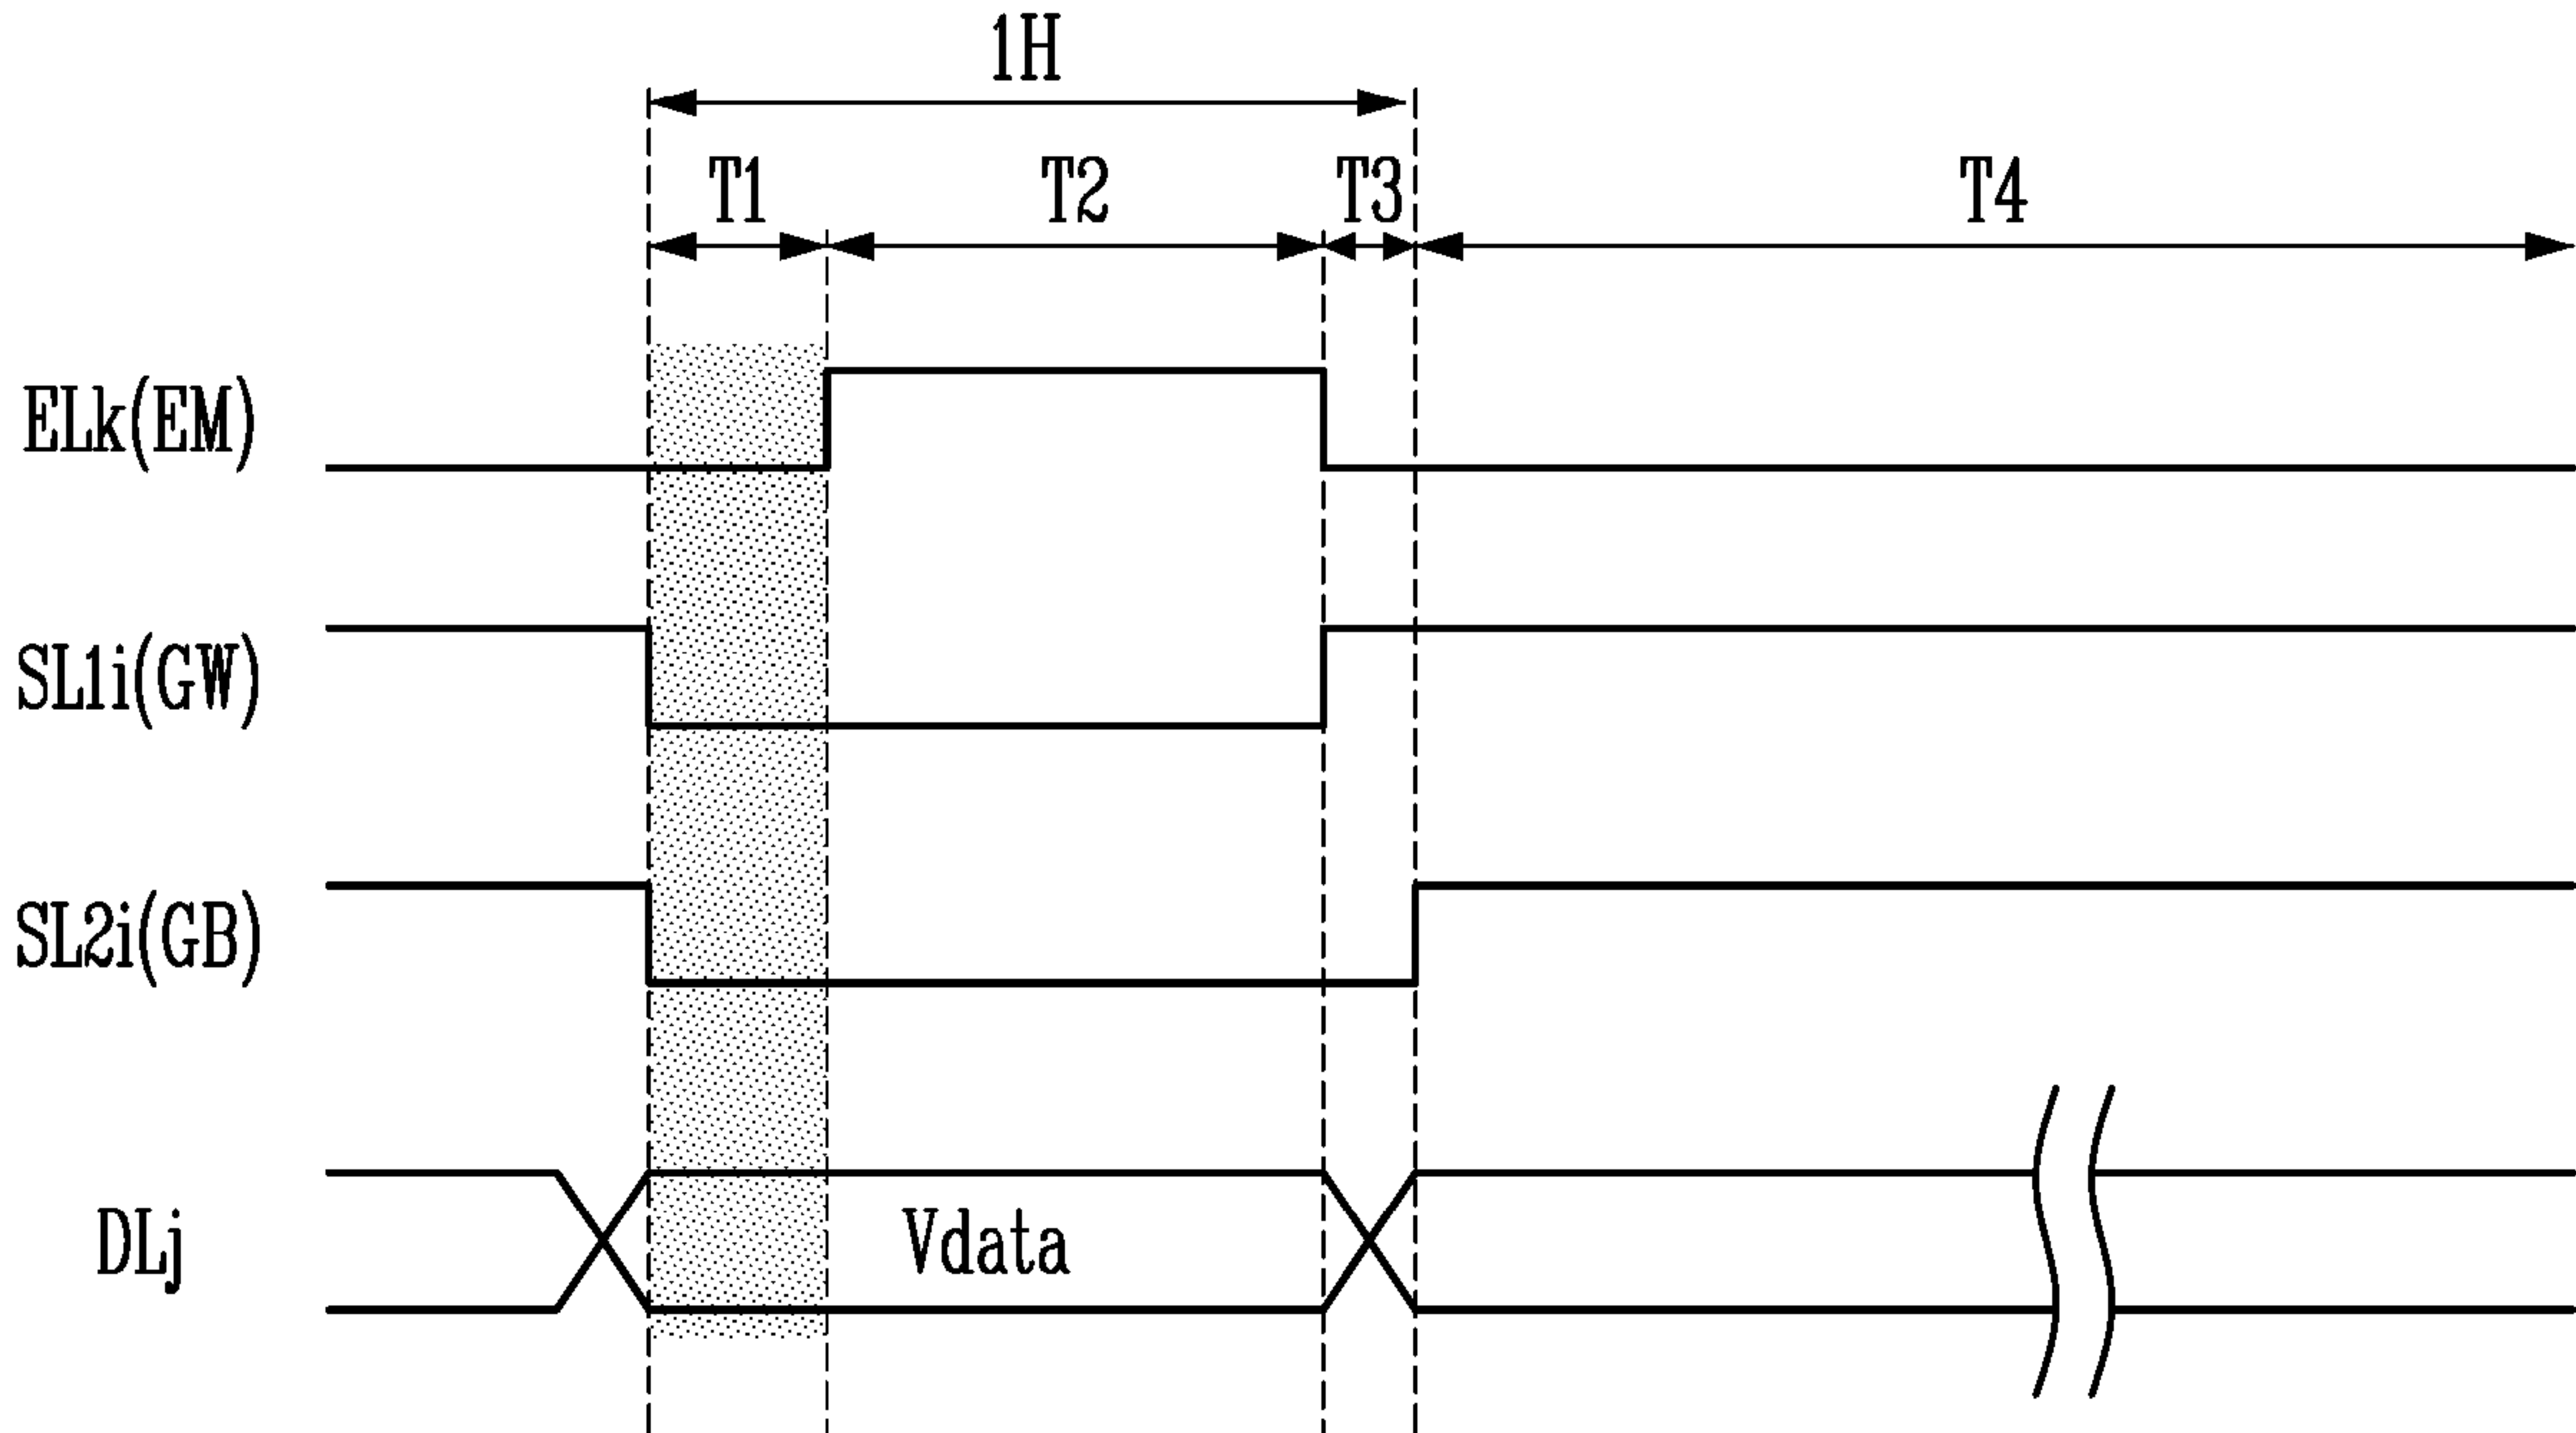 1H
T1 T2 T3 T4
ELk(EM)
SL1i(GW)
SL2i(GB)
DLj Vdata